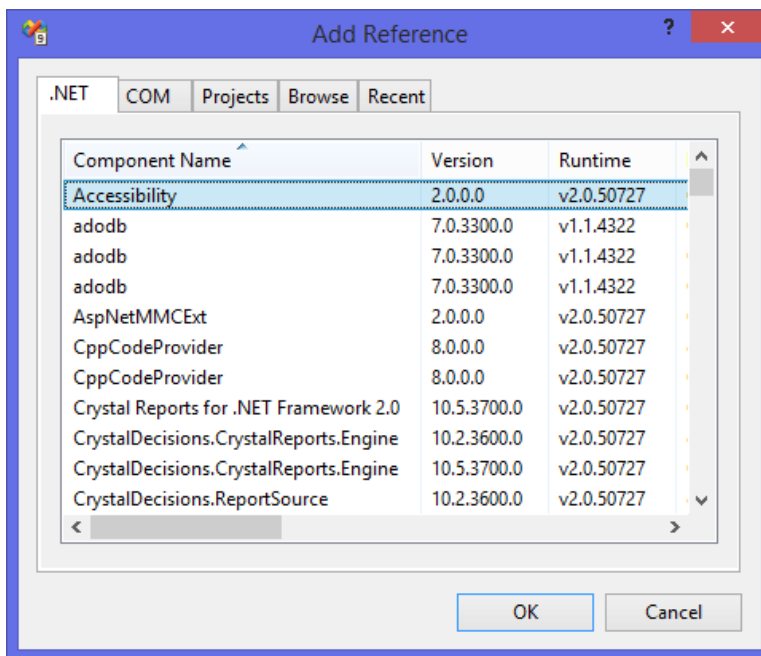 9 Add Reference ?
.NET COM Projects Browse Recent
Component Name Version Runtime
Accessibility 2.0.0.0 v2.0.50727
adodb 7.0.3300.0 v1.1.4322
adodb 7.0.3300.0 v1.1.4322
adodb 7.0.3300.0 v1.1.4322
AspNetMMCExt 2.0.0.0 v2.0.50727
CppCodeProvider 8.0.0.0 v2.0.50727
CppCodeProvider 8.0.0.0 v2.0.50727
Crystal Reports for .NET Framework 2.0 10.5.3700.0 v2.0.50727
CrystalDecisions.CrystalReports.Engine 10.2.3600.0 v2.0.50727
CrystalDecisions.CrystalReports.Engine 10.5.3700.0 v2.0.50727
CrystalDecisions.ReportSource 10.2.3600.0 v2.0.50727
OK Cancel